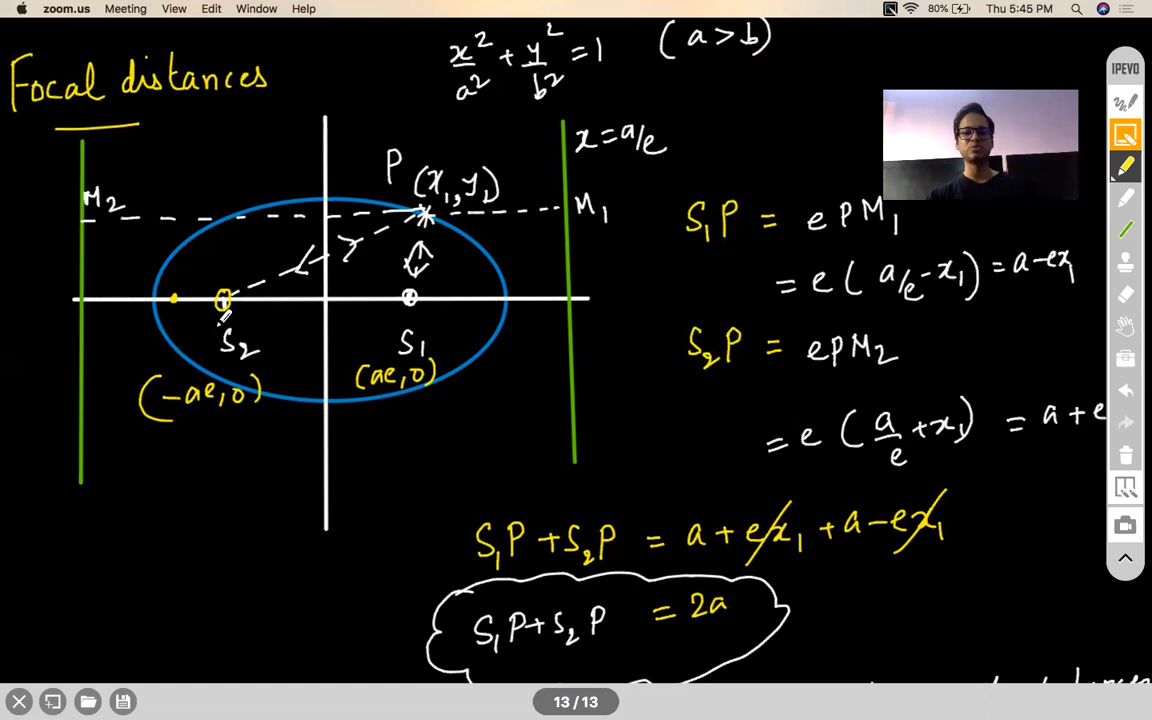 zoom.us Meeting View Edit Window Help 80% Thu 5:45 PM
x²/a² + y²/b² = 1 (a > b)
Focal distances
IPEVO
x = a/e
P (x₁, y₁)
M₂
M₁
S₁P = e PM₁
= e (a/e - x₁) = a - ex₁
S₂
S₁
S₂P = ePM₂
(-ae, 0)
(ae, 0)
= e (a/e + x₁) = a + e
S₁P + S₂P = a + ex₁ + a - ex₁
S₁P + S₂P = 2a
13 / 13